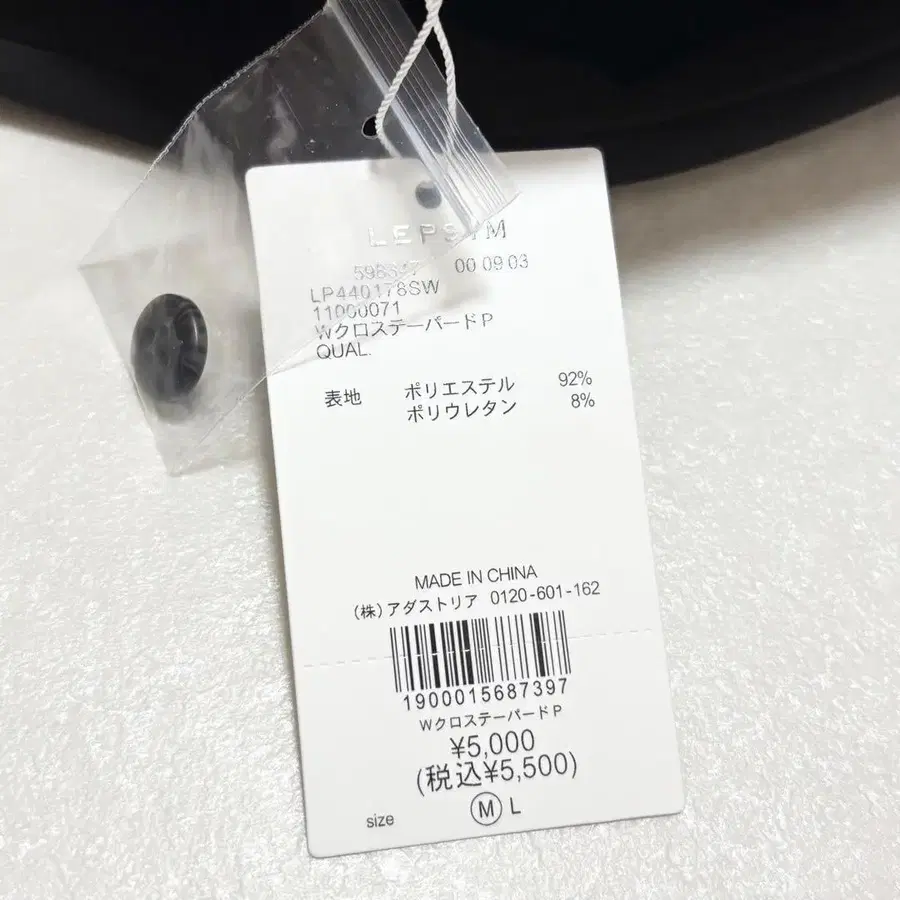 LEPSYM
00 09 03
LP440178SW
11000071
WクロステーパードP
QUAL.
表地 ポリエステル 92%
ポリウレタン 8%
MADE IN CHINA
(株)アダストリア 0120-601-162
1900015687397
WクロステーパードP
¥5,000
(税込¥5,500)
size M L